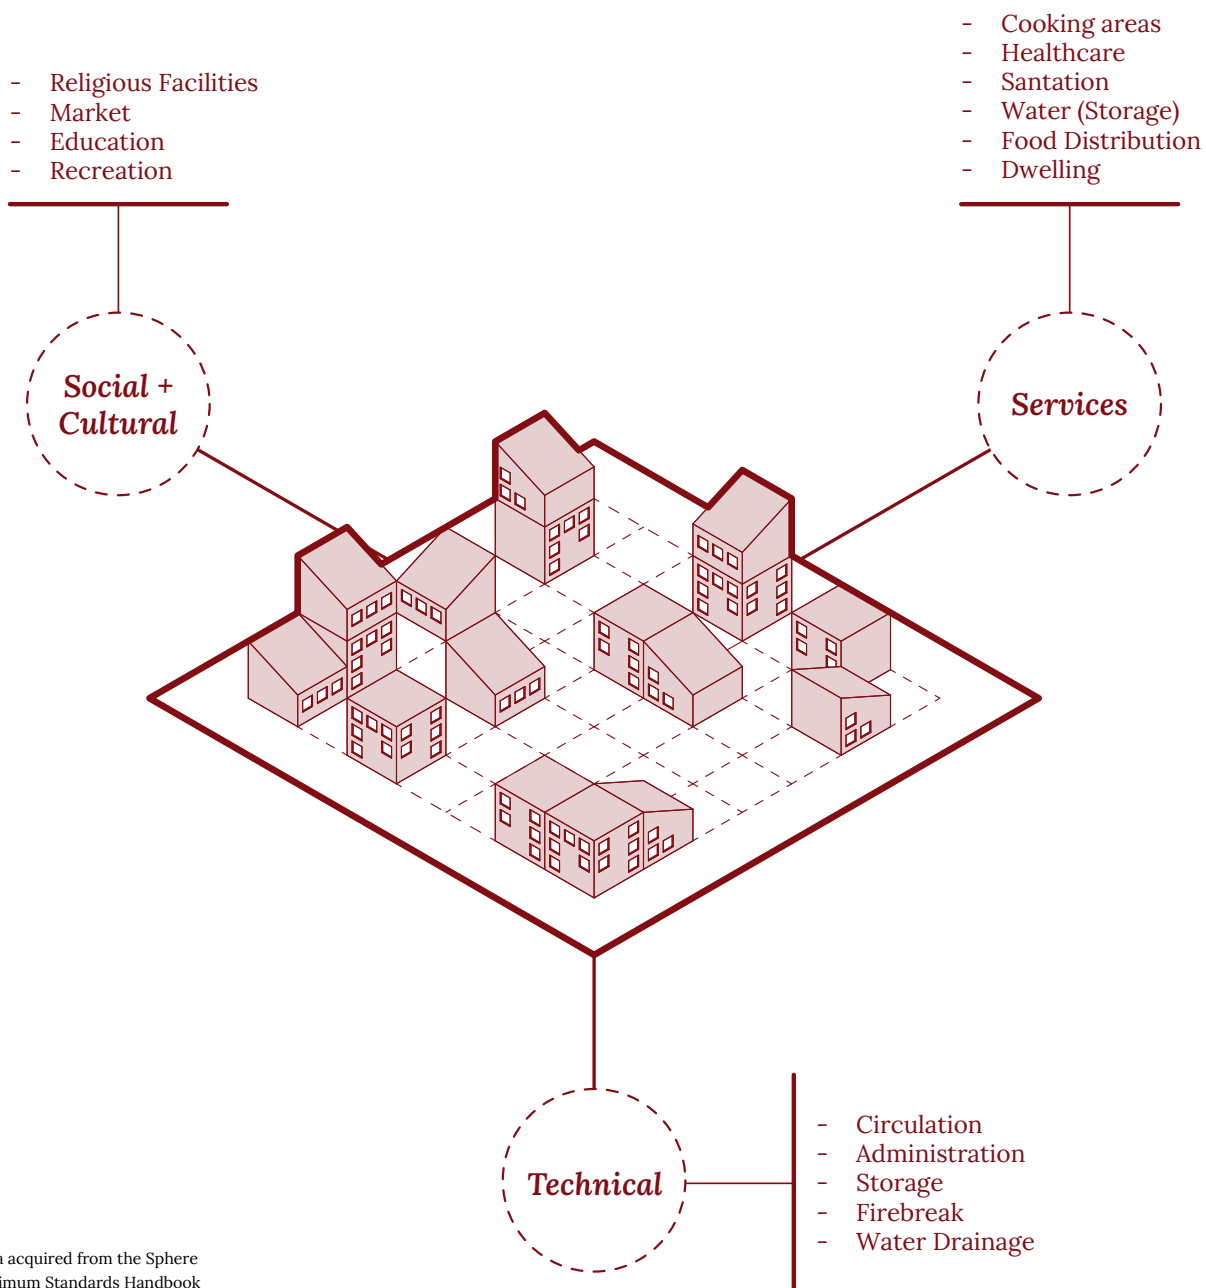 - Religious Facilities
- Market
- Education
- Recreation
- Cooking areas
- Healthcare
- Santation
- Water (Storage)
- Food Distribution
- Dwelling
Social +
Cultural
Services
Technical
- Circulation
- Administration
- Storage
- Firebreak
- Water Drainage
acquired from the Sphere
Standards Handbook